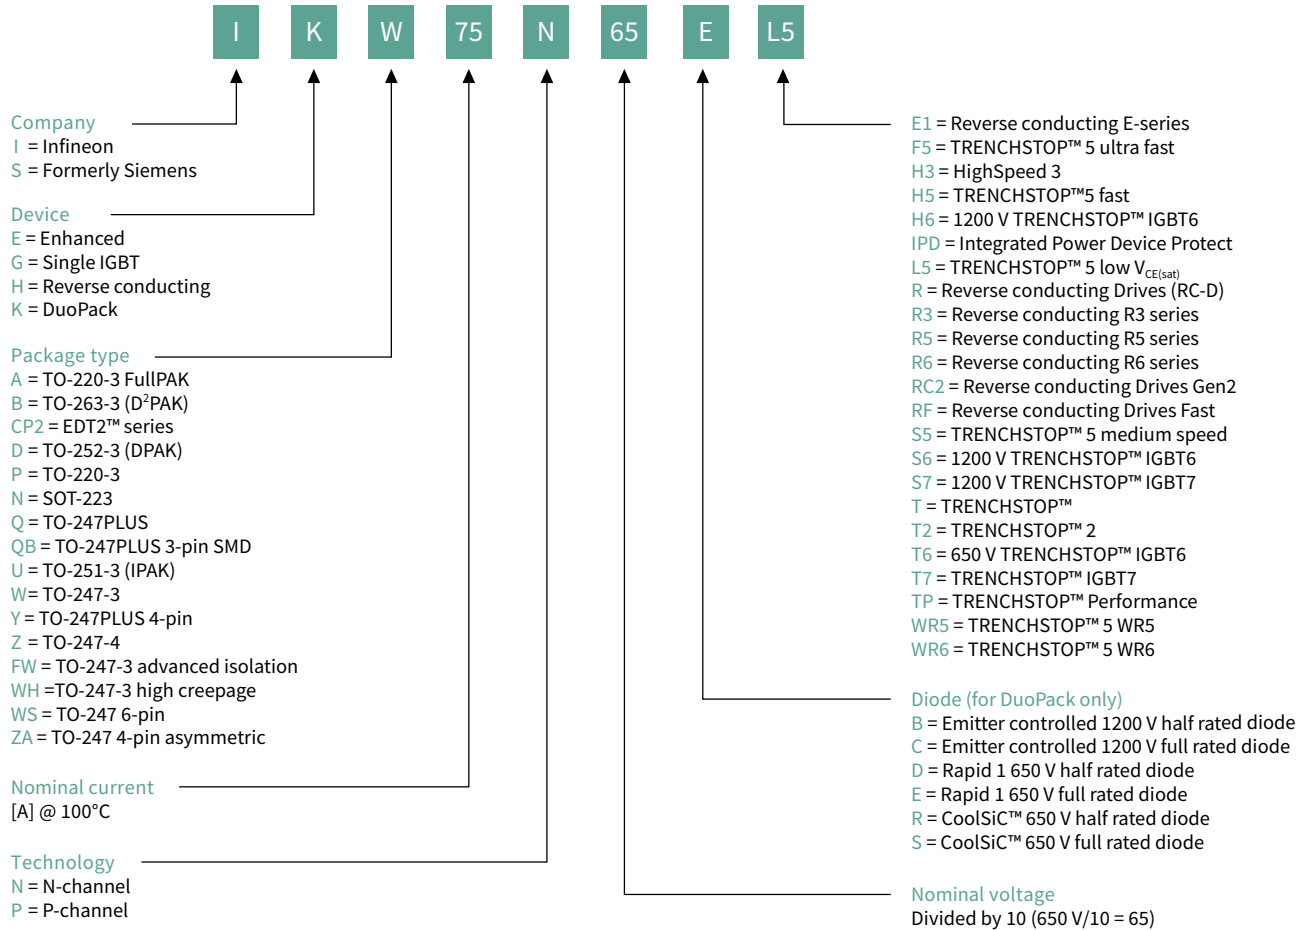 I K W 75 N 65 E L5
Company
I = Infineon
S = Formerly Siemens
Device
E = Enhanced
G = Single IGBT
H = Reverse conducting
K = DuoPack
Package type
A = TO-220-3 FullPAK
B = TO-263-3 (D²PAK)
CP2 = EDT2™ series
D = TO-252-3 (DPAK)
P = TO-220-3
N = SOT-223
Q = TO-247PLUS
QB = TO-247PLUS 3-pin SMD
U = TO-251-3 (IPAK)
W= TO-247-3
Y = TO-247PLUS 4-pin
Z = TO-247-4
FW = TO-247-3 advanced isolation
WH =TO-247-3 high creepage
WS = TO-247 6-pin
ZA = TO-247 4-pin asymmetric
Nominal current
[A] @ 100°C
Technology
N = N-channel
P = P-channel
E1 = Reverse conducting E-series
F5 = TRENCHSTOP™ 5 ultra fast
H3 = HighSpeed 3
H5 = TRENCHSTOP™5 fast
H6 = 1200 V TRENCHSTOP™ IGBT6
IPD = Integrated Power Device Protect
L5 = TRENCHSTOP™ 5 low VCE(sat)
R = Reverse conducting Drives (RC-D)
R3 = Reverse conducting R3 series
R5 = Reverse conducting R5 series
R6 = Reverse conducting R6 series
RC2 = Reverse conducting Drives Gen2
RF = Reverse conducting Drives Fast
S5 = TRENCHSTOP™ 5 medium speed
S6 = 1200 V TRENCHSTOP™ IGBT6
S7 = 1200 V TRENCHSTOP™ IGBT7
T = TRENCHSTOP™
T2 = TRENCHSTOP™ 2
T6 = 650 V TRENCHSTOP™ IGBT6
T7 = TRENCHSTOP™ IGBT7
TP = TRENCHSTOP™ Performance
WR5 = TRENCHSTOP™ 5 WR5
WR6 = TRENCHSTOP™ 5 WR6
Diode (for DuoPack only)
B = Emitter controlled 1200 V half rated diode
C = Emitter controlled 1200 V full rated diode
D = Rapid 1 650 V half rated diode
E = Rapid 1 650 V full rated diode
R = CoolSiC™ 650 V half rated diode
S = CoolSiC™ 650 V full rated diode
Nominal voltage
Divided by 10 (650 V/10 = 65)